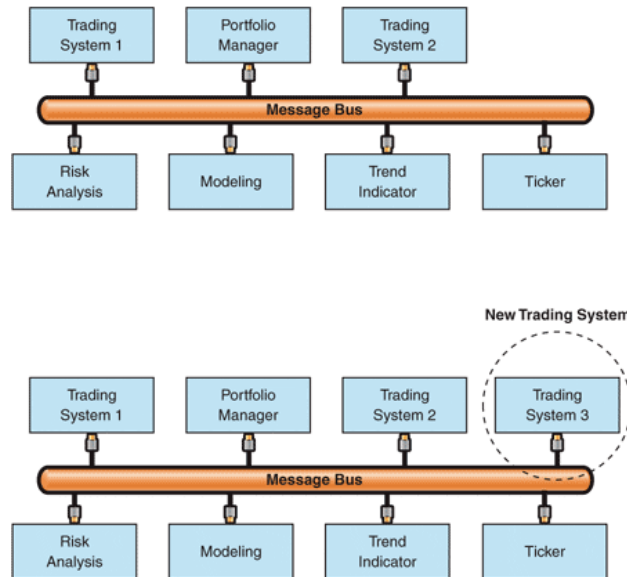 Trading
System 1
Portfolio
Manager
Trading
System 2
Message Bus
Risk
Analysis
Modeling
Trend
Indicator
Ticker
New Trading System
Trading
System 1
Portfolio
Manager
Trading
System 2
Trading
System 3
Message Bus
Risk
Analysis
Modeling
Trend
Indicator
Ticker